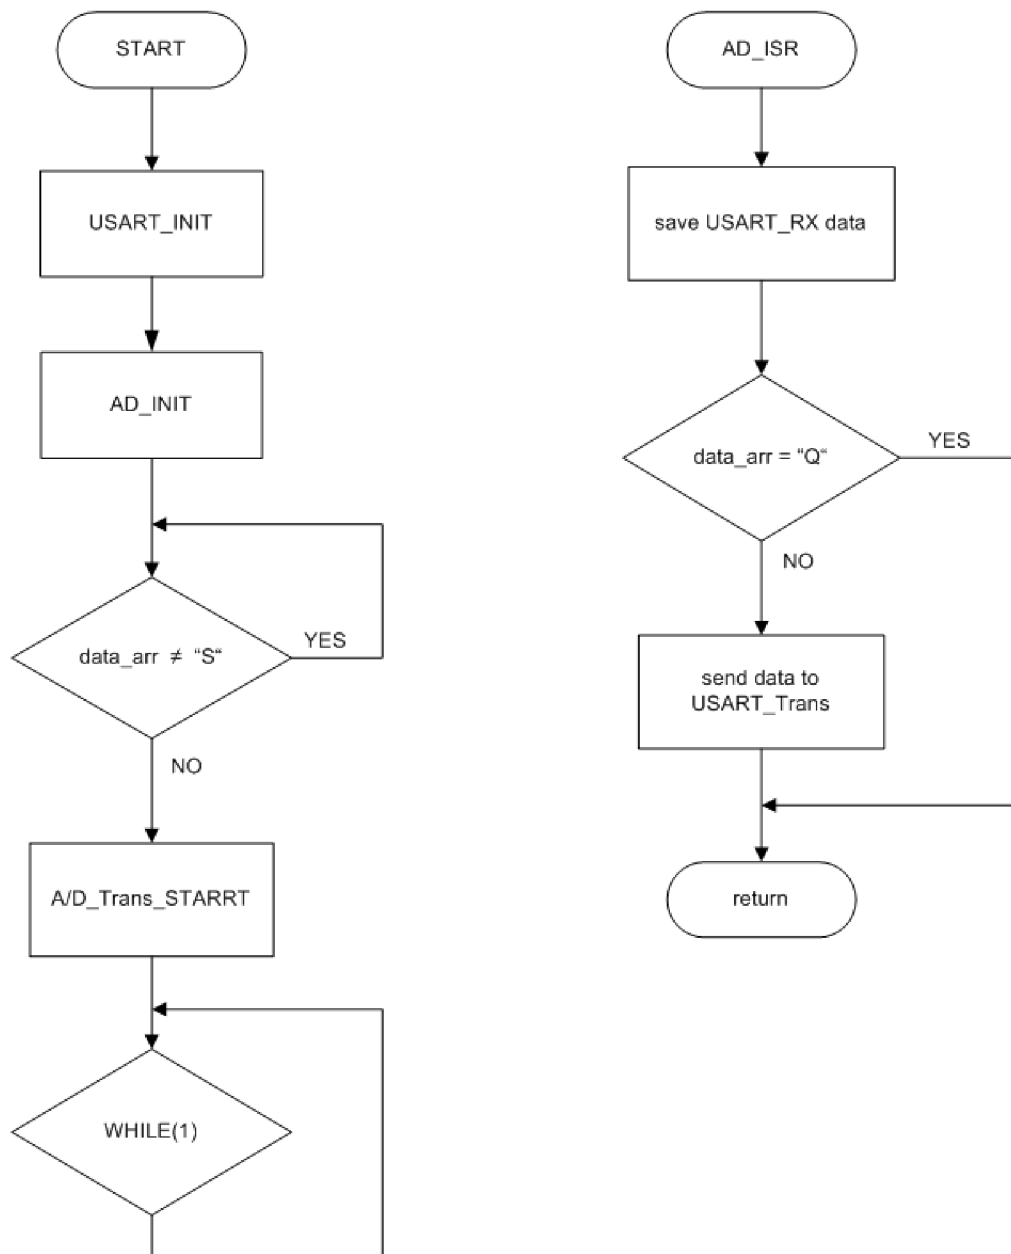 START
USART_INIT
AD_INIT
data_arr ≠ “S“
YES
NO
A/D_Trans_STARRT
WHILE(1)
AD_ISR
save USART_RX data
data_arr = “Q“
YES
NO
send data to
USART_Trans
return